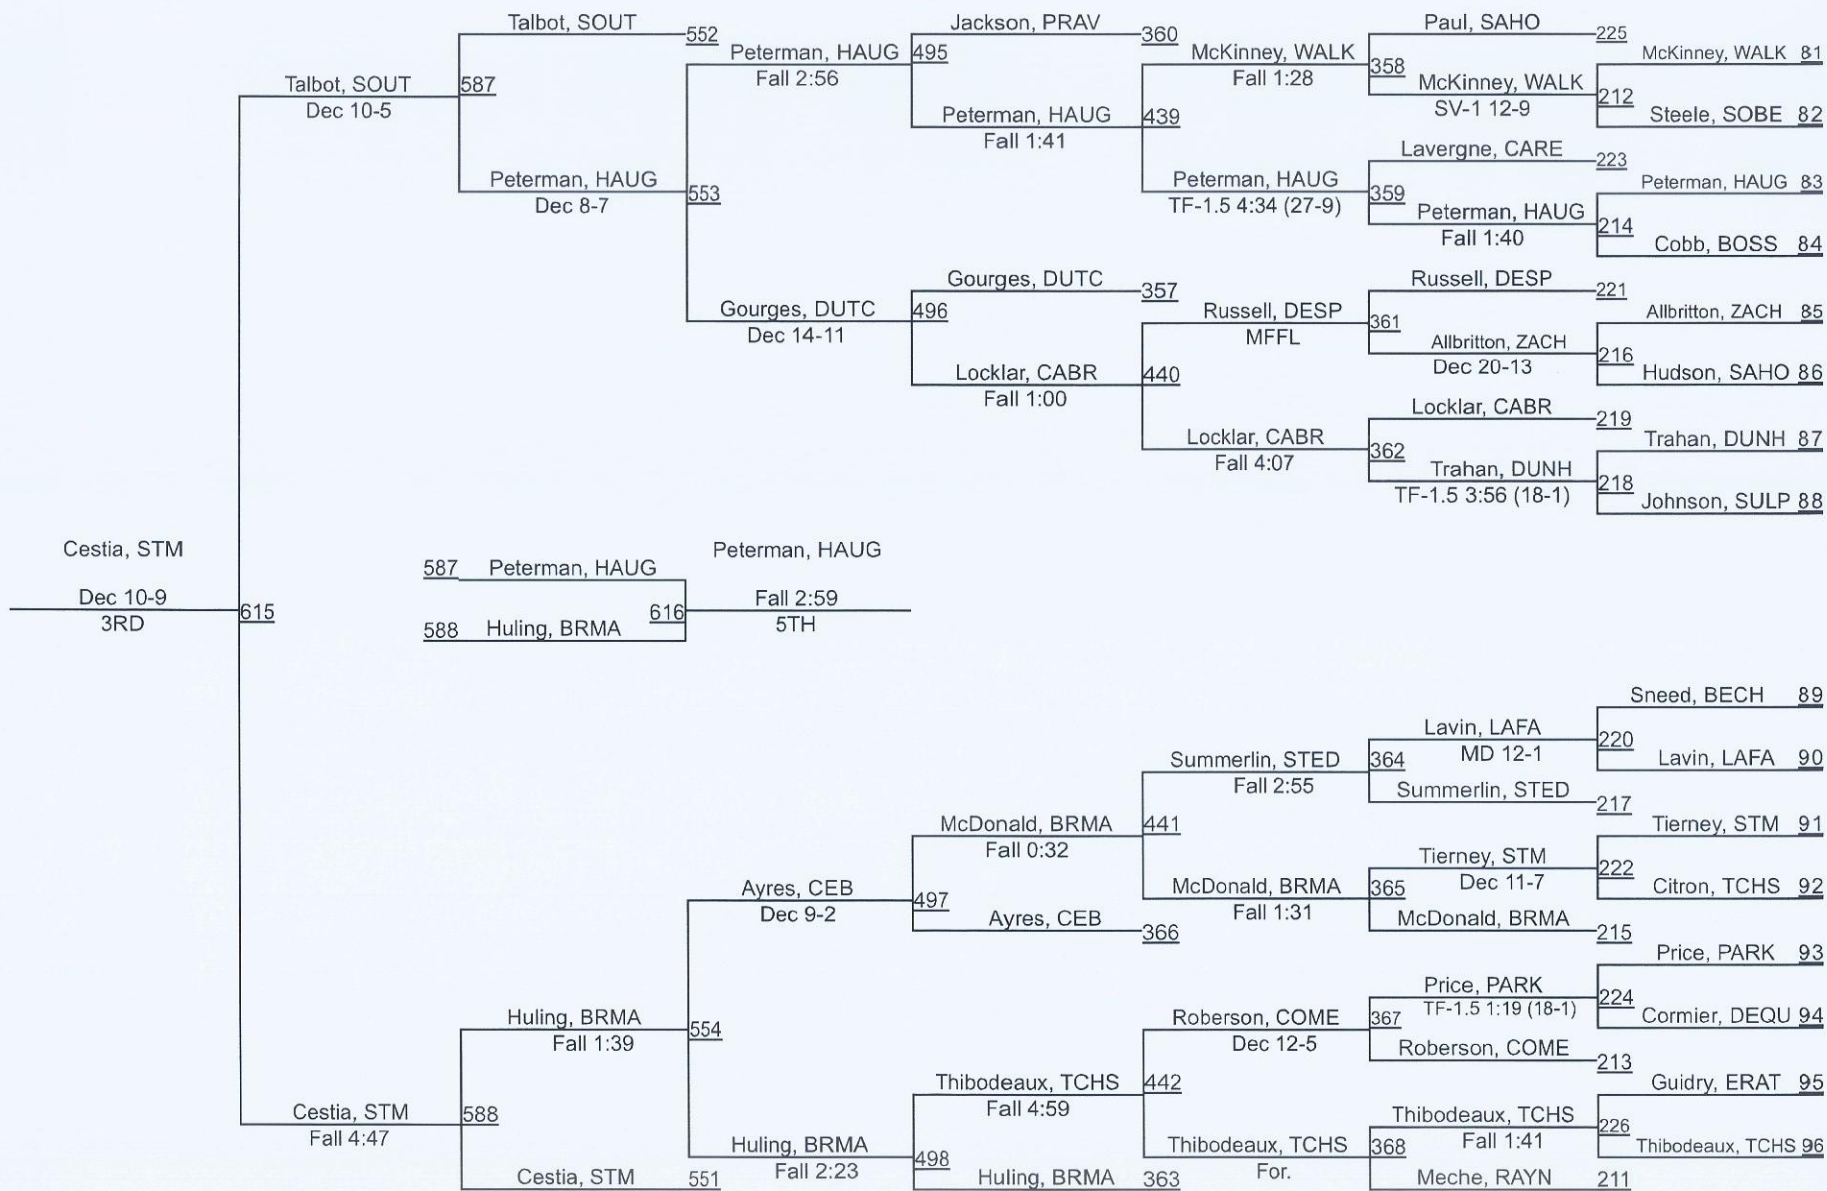 Talbot, SOUT
552
Jackson, PRAV
360
Paul, SAHO
225
Peterman, HAUG 495
Fall 2:56
McKinney, WALK
Fall 1:28
358
McKinney, WALK 81
Talbot, SOUT 587
Dec 10-5
McKinney, WALK
SV-1 12-9
212
Steele, SOBE 82
Peterman, HAUG 439
Fall 1:41
Lavergne, CARE
223
Peterman, HAUG
Dec 8-7
553
Peterman, HAUG 359
TF-1.5 4:34 (27-9)
Peterman, HAUG 83
Peterman, HAUG 214
Fall 1:40
Cobb, BOSS 84
Gourges, DUTC
357
Russell, DESP
221
Gourges, DUTC 496
Dec 14-11
Russell, DESP 361
MFFL
Allbritton, ZACH 85
Allbritton, ZACH 216
Dec 20-13
Hudson, SAHO 86
Locklar, CABR 440
Fall 1:00
Locklar, CABR
219
Locklar, CABR 362
Fall 4:07
Trahan, DUNH 87
Trahan, DUNH 218
TF-1.5 3:56 (18-1)
Johnson, SULP 88
Cestia, STM
Dec 10-9
3RD
615
587 Peterman, HAUG
588 Huling, BRMA
616
Peterman, HAUG
Fall 2:59
5TH
Sneed, BECH 89
Lavin, LAFA 220
MD 12-1
Lavin, LAFA 90
Summerlin, STED 364
Fall 2:55
Summerlin, STED
217
McDonald, BRMA 441
Fall 0:32
Tierney, STM 91
Tierney, STM 222
Dec 11-7
Citron, TCHS 92
Ayres, CEB 497
Dec 9-2
McDonald, BRMA 365
Fall 1:31
Ayres, CEB
366
McDonald, BRMA
215
Price, PARK 93
Price, PARK 224
TF-1.5 1:19 (18-1)
Cormier, DEQU 94
Huling, BRMA 554
Fall 1:39
Roberson, COME 367
Dec 12-5
Roberson, COME
213
Thibodeaux, TCHS 442
Fall 4:59
Guidry, ERAT 95
Cestia, STM 588
Fall 4:47
Thibodeaux, TCHS 226
Fall 1:41
Thibodeaux, TCHS 96
Huling, BRMA 498
Fall 2:23
Thibodeaux, TCHS 368
For.
Cestia, STM 551
Huling, BRMA 363
Meche, RAYN 211